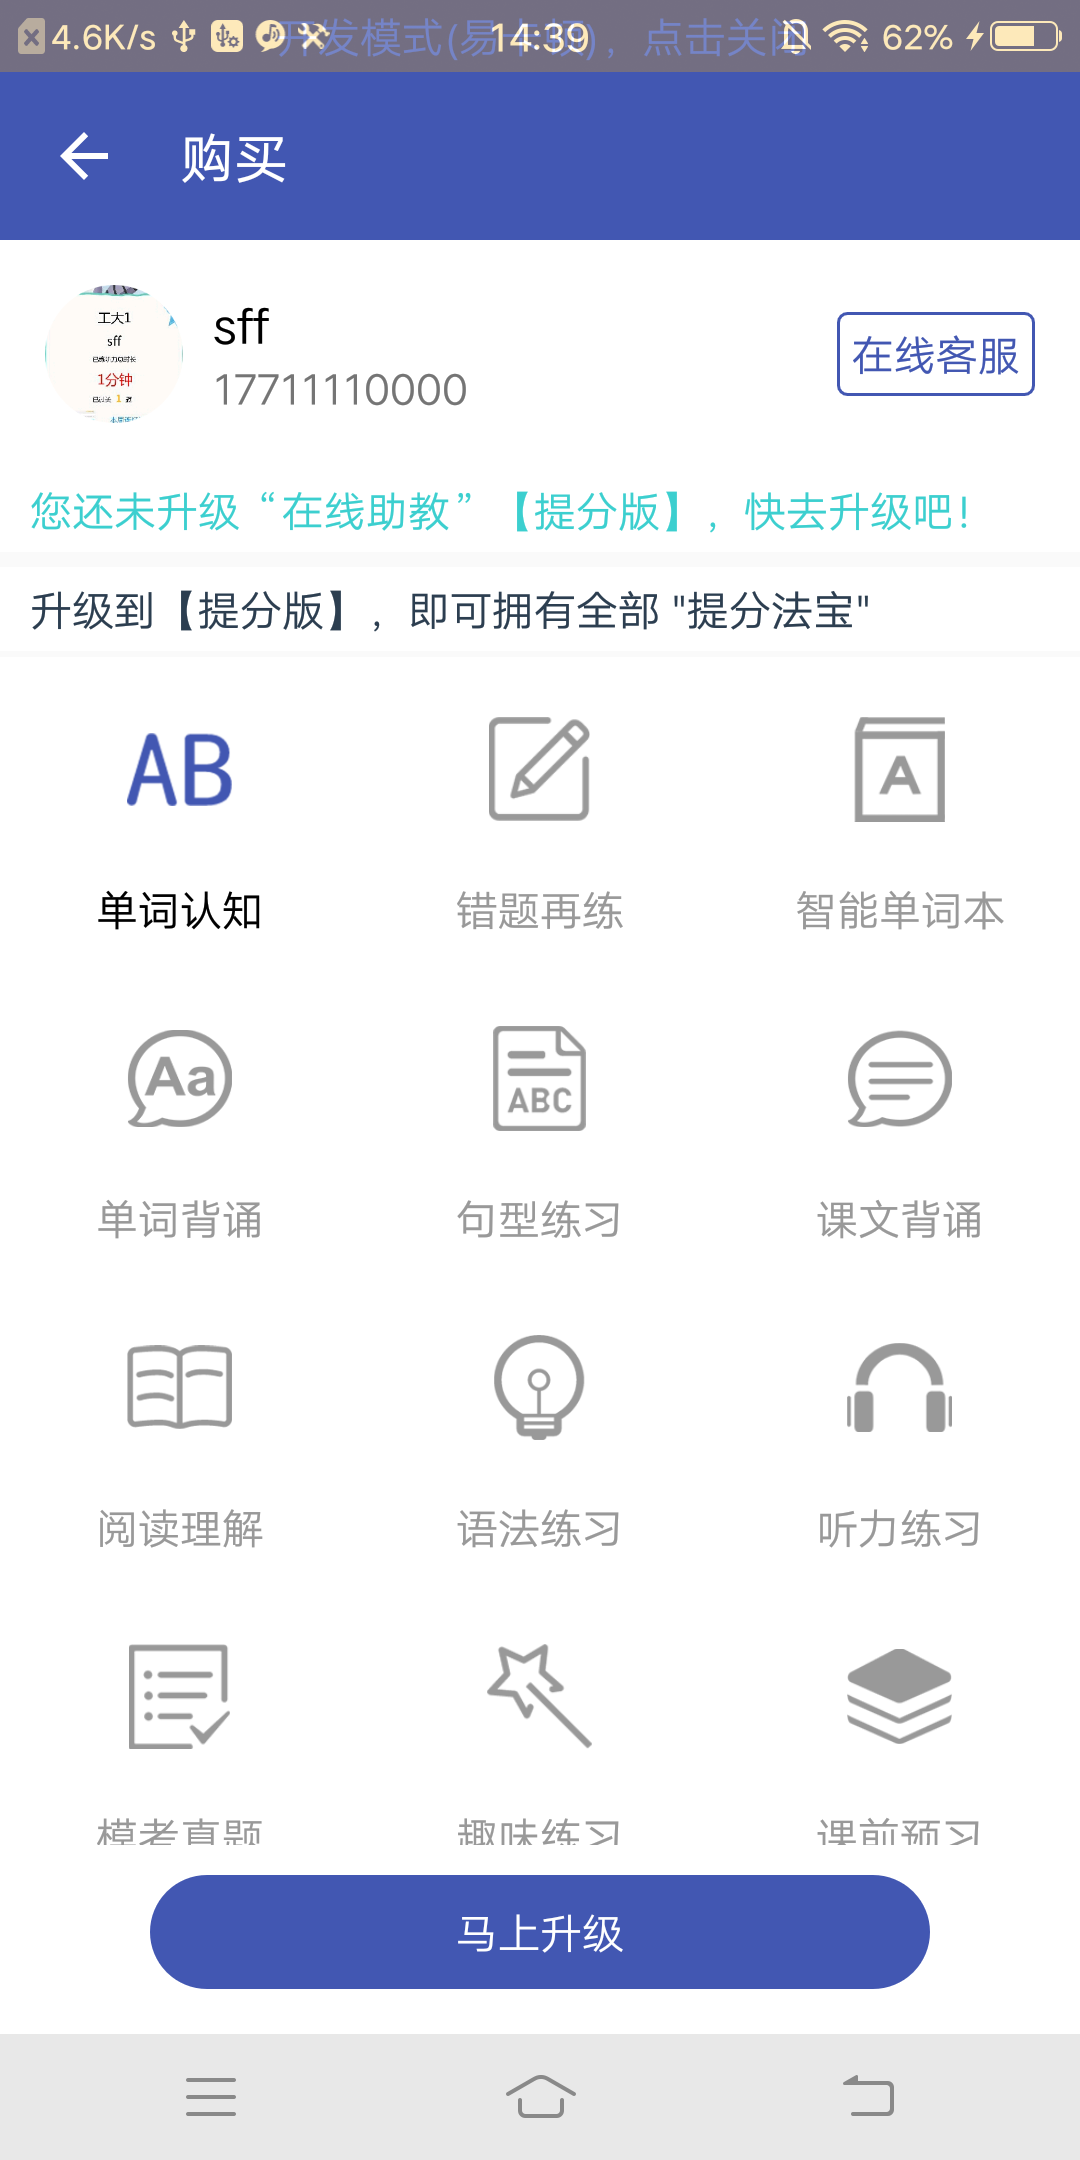 4.6K/s 14:39 62%
开发模式(易卡顿)，点击关闭
购买
工大1
sff
1分钟
sff
17711110000
在线客服
您还未升级“在线助教”【提分版】，快去升级吧！
升级到【提分版】，即可拥有全部 "提分法宝"
AB
A
单词认知 错题再练 智能单词本
Aa
ABC
单词背诵 句型练习 课文背诵
阅读理解 语法练习 听力练习
模考真题 趣味练习 课前预习
马上升级